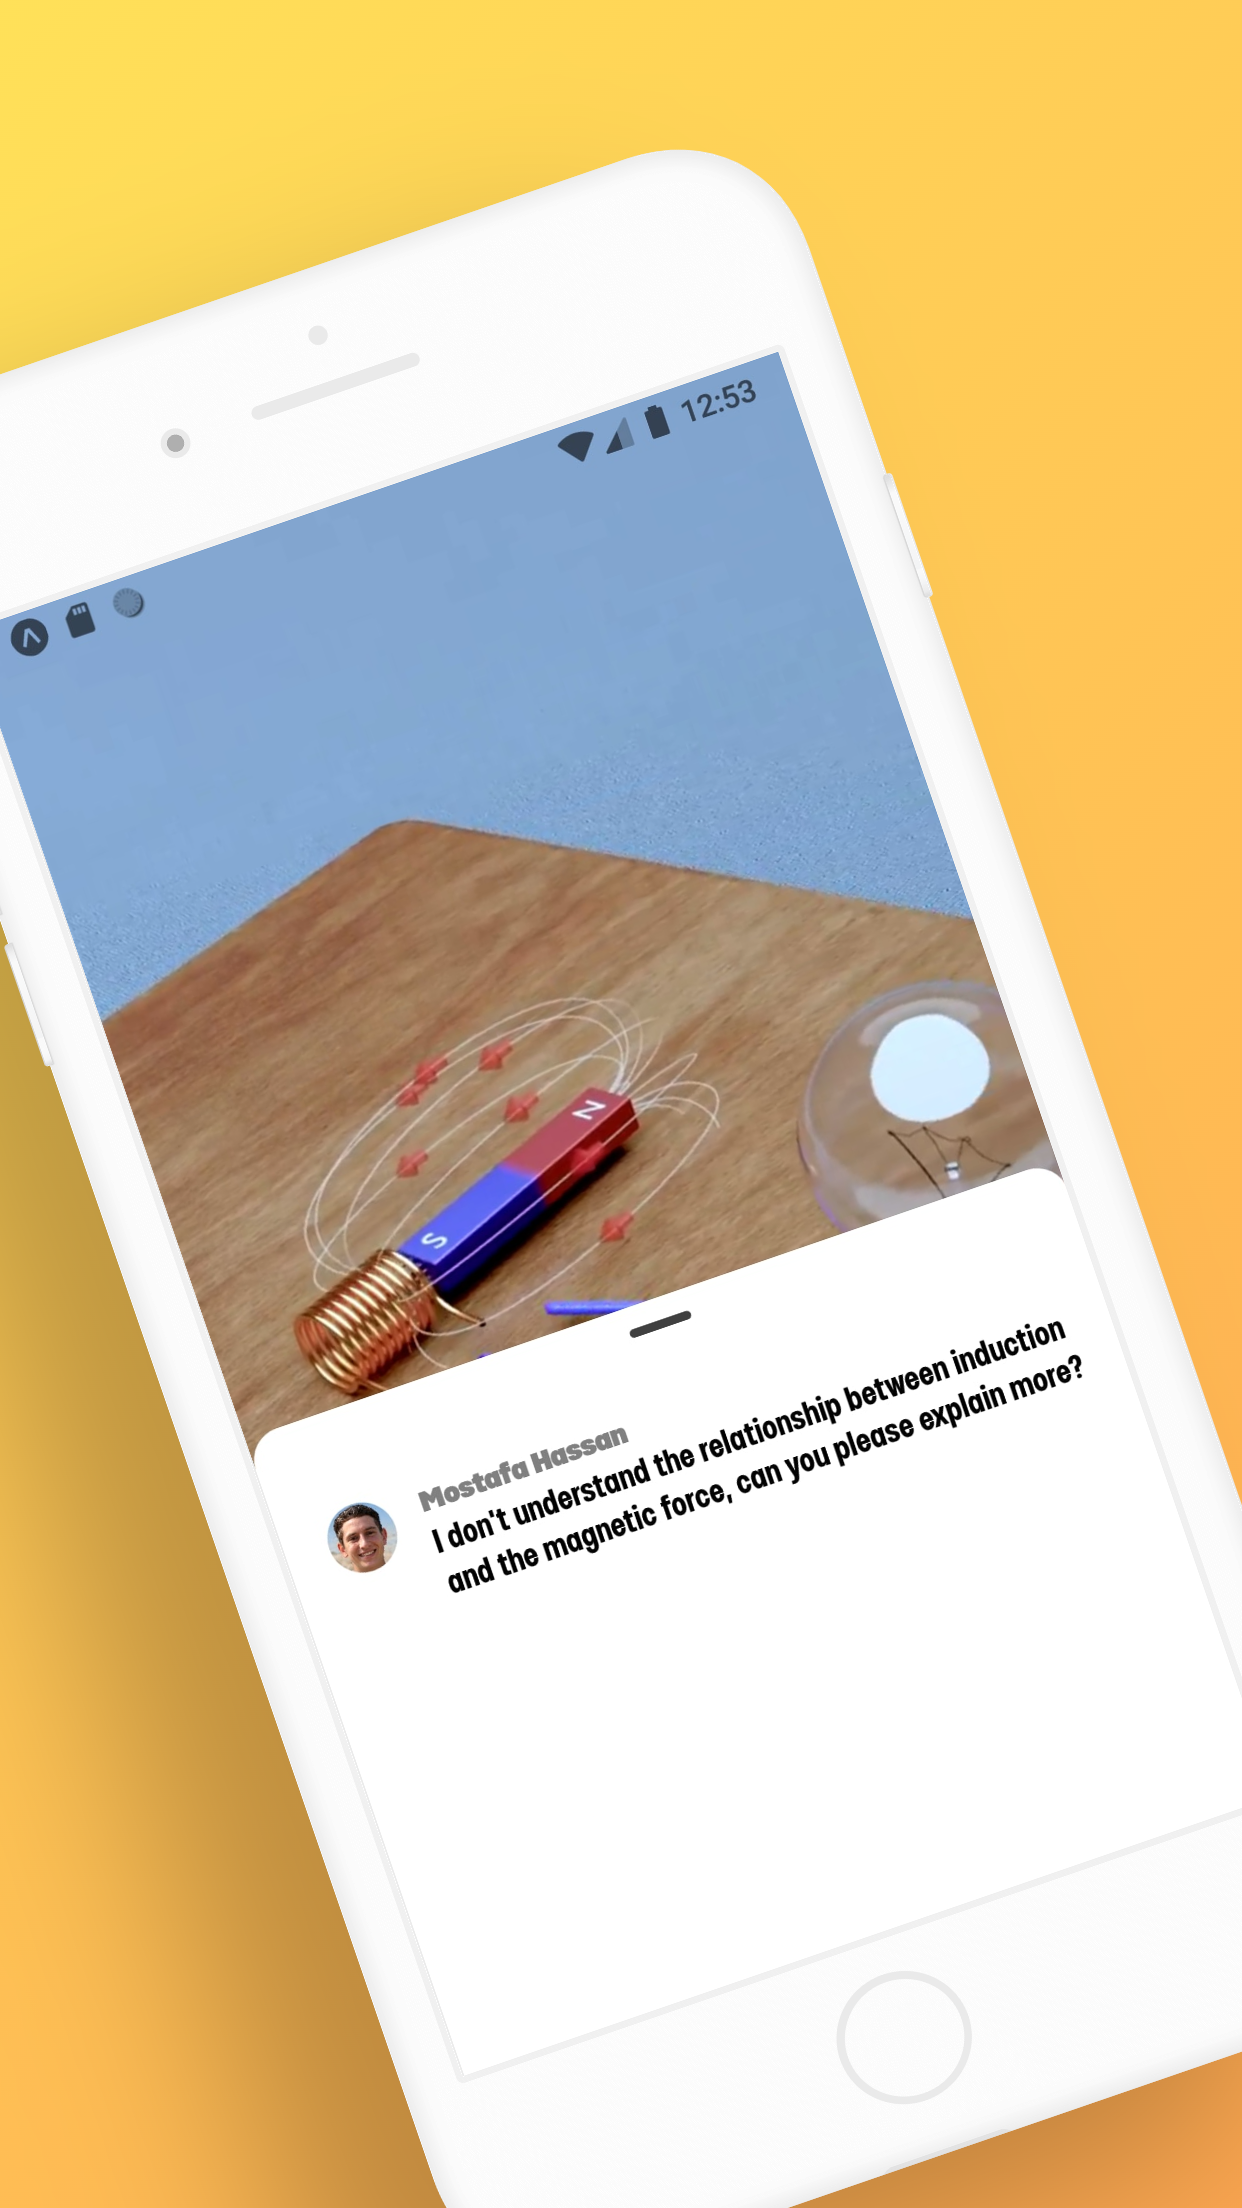 12:53
N
S
Mostafa Hassan
I don't understand the relationship between induction
and the magnetic force, can you please explain more?